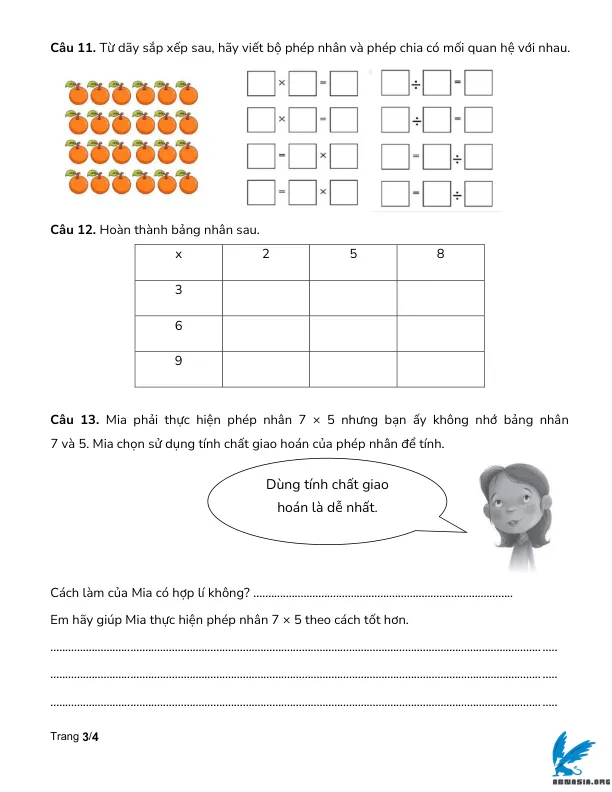 Câu 11. Từ dãy sắp xếp sau, hãy viết bộ phép nhân và phép chia có mối quan hệ với nhau.
× = ÷ =
× = ÷ =
= × = ÷
= × = ÷
Câu 12. Hoàn thành bảng nhân sau.
x 2 5 8
3
6
9
Câu 13. Mia phải thực hiện phép nhân 7 × 5 nhưng bạn ấy không nhớ bảng nhân
7 và 5. Mia chọn sử dụng tính chất giao hoán của phép nhân để tính.
Dùng tính chất giao
hoán là dễ nhất.
Cách làm của Mia có hợp lí không? ........................................................................................
Em hãy giúp Mia thực hiện phép nhân 7 × 5 theo cách tốt hơn.
Trang 3/4
ABNASIA.ORG